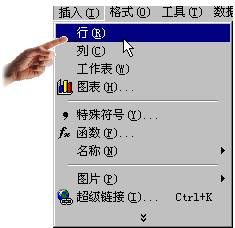 插入(I) 格式(O) 工具(T) 数据
行(R)
列(C)
工作表(W)
图表(H)...
特殊符号(Y)...
函数(F)...
名称(N)
图片(P)
超级链接(I)... Ctrl+K